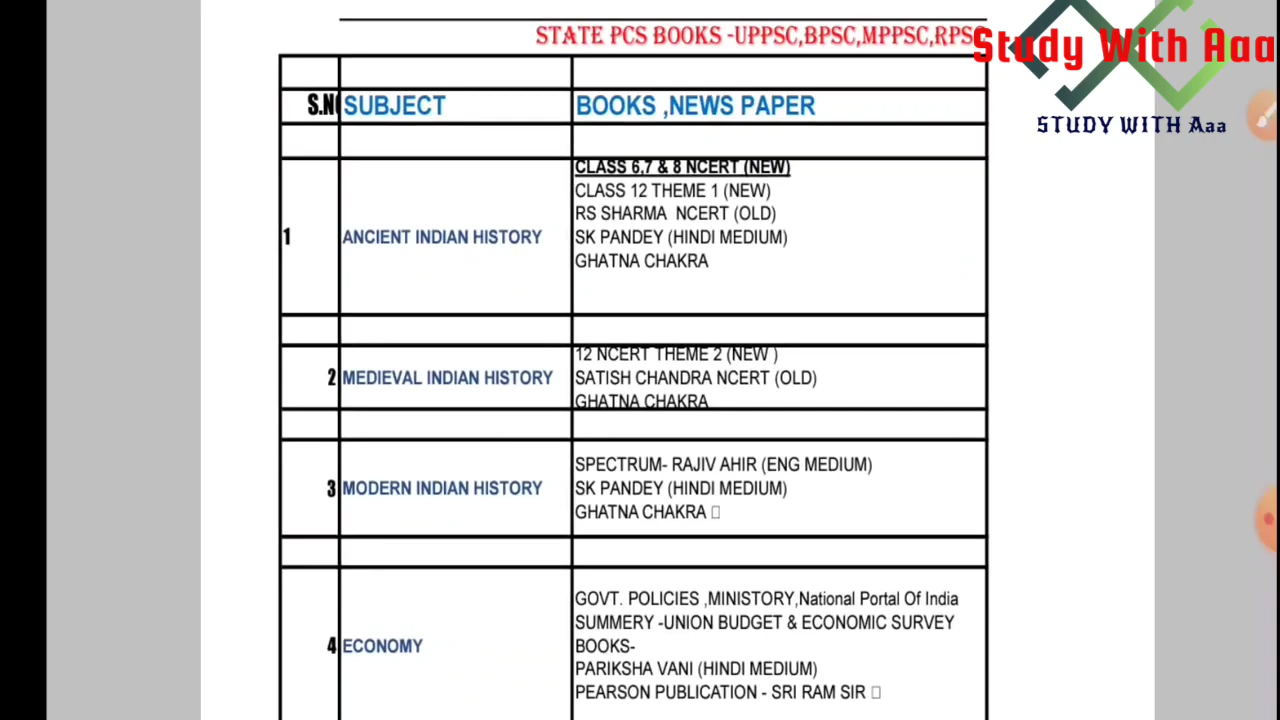 STATE PCS BOOKS -UPPSC,BPSC,MPPSC,RPSC
Study With Aaa
STUDY WITH Aaa
S.NO SUBJECT BOOKS ,NEWS PAPER
CLASS 6,7 & 8 NCERT (NEW)
CLASS 12 THEME 1 (NEW)
RS SHARMA NCERT (OLD)
1 ANCIENT INDIAN HISTORY SK PANDEY (HINDI MEDIUM)
GHATNA CHAKRA
12 NCERT THEME 2 (NEW )
2 MEDIEVAL INDIAN HISTORY SATISH CHANDRA NCERT (OLD)
GHATNA CHAKRA
SPECTRUM- RAJIV AHIR (ENG MEDIUM)
3 MODERN INDIAN HISTORY SK PANDEY (HINDI MEDIUM)
GHATNA CHAKRA
GOVT. POLICIES ,MINISTORY,National Portal Of India
SUMMERY -UNION BUDGET & ECONOMIC SURVEY
4 ECONOMY BOOKS-
PARIKSHA VANI (HINDI MEDIUM)
PEARSON PUBLICATION - SRI RAM SIR